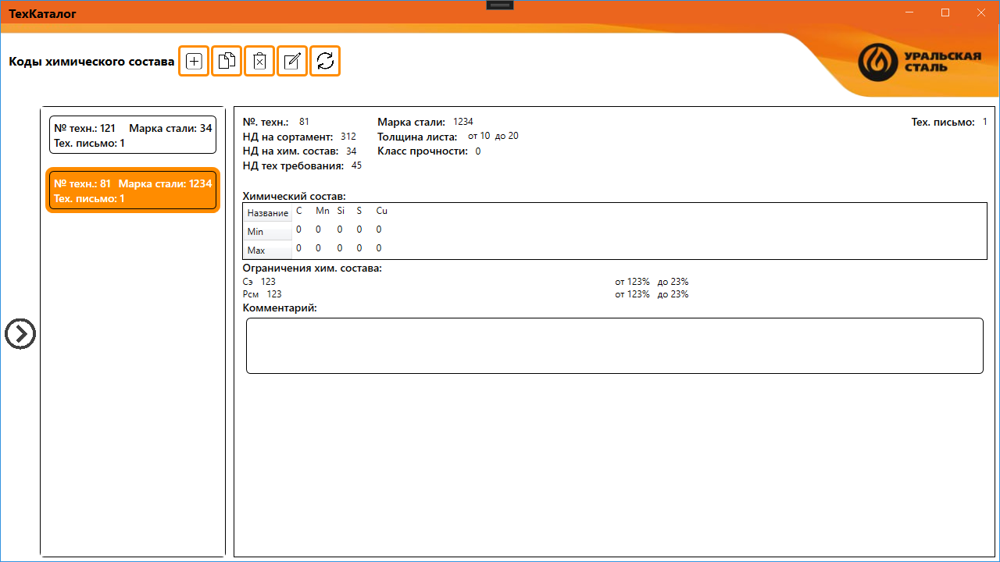 ТехКаталог
Коды химического состава
УРАЛЬСКАЯ
СТАЛЬ
№ техн.: 121 Марка стали: 34
Тех. письмо: 1
№ техн.: 81 Марка стали: 1234
Тех. письмо: 1
№. техн.: 81 Марка стали: 1234 Тех. письмо: 1
НД на сортамент: 312 Толщина листа: от 10 до 20
НД на хим. состав: 34 Класс прочности: 0
НД тех требования: 45
Химический состав:
Название C Mn Si S Cu
Min 0 0 0 0 0
Max 0 0 0 0 0
Ограничения хим. состава:
Сэ 123 от 123% до 23%
Pсм 123 от 123% до 23%
Комментарий: